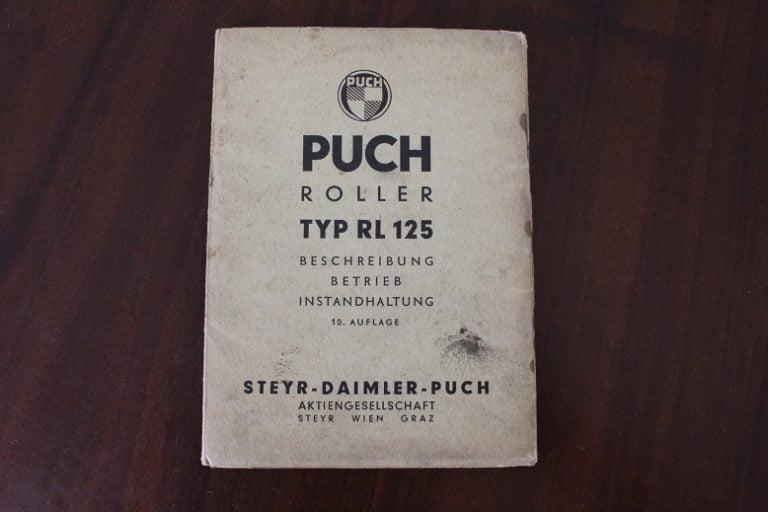 PUCH
PUCH
ROLLER
TYP RL 125
BESCHREIBUNG
BETRIEB
INSTANDHALTUNG
10. AUFLAGE
STEYR-DAIMLER-PUCH
AKTIENGESELLSCHAFT
STEYR WIEN GRAZ